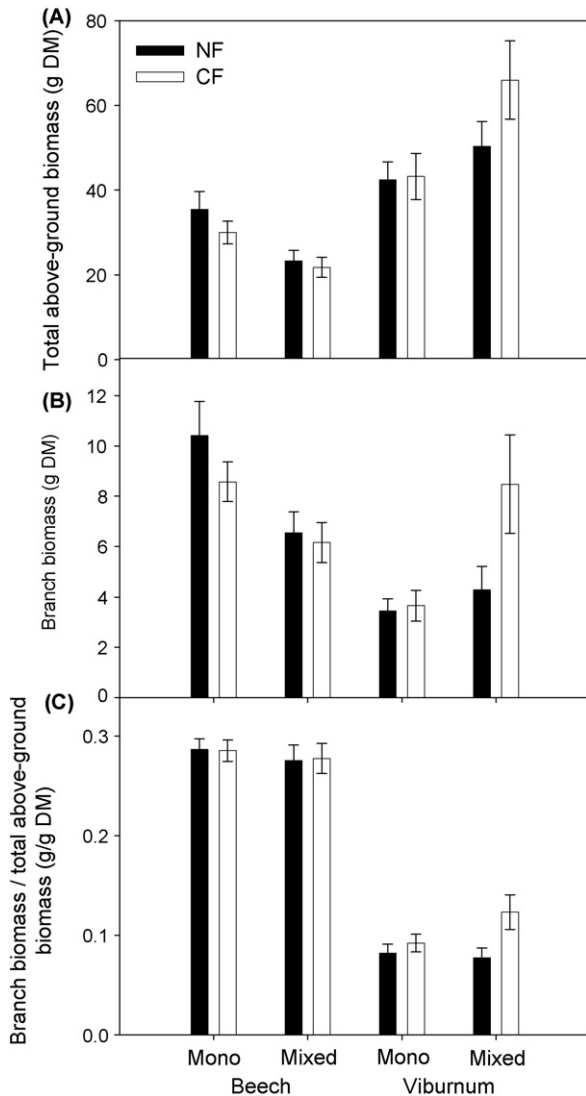 (A)
Total above-ground biomass (g DM)
80
60
40
20
0
NF
CF
(B)
Branch biomass (g DM)
12
10
8
6
4
2
0
(C)
Branch biomass / total above-ground
biomass (g/g DM)
0.3
0.2
0.1
0.0
Mono Mixed Mono Mixed
Beech Viburnum